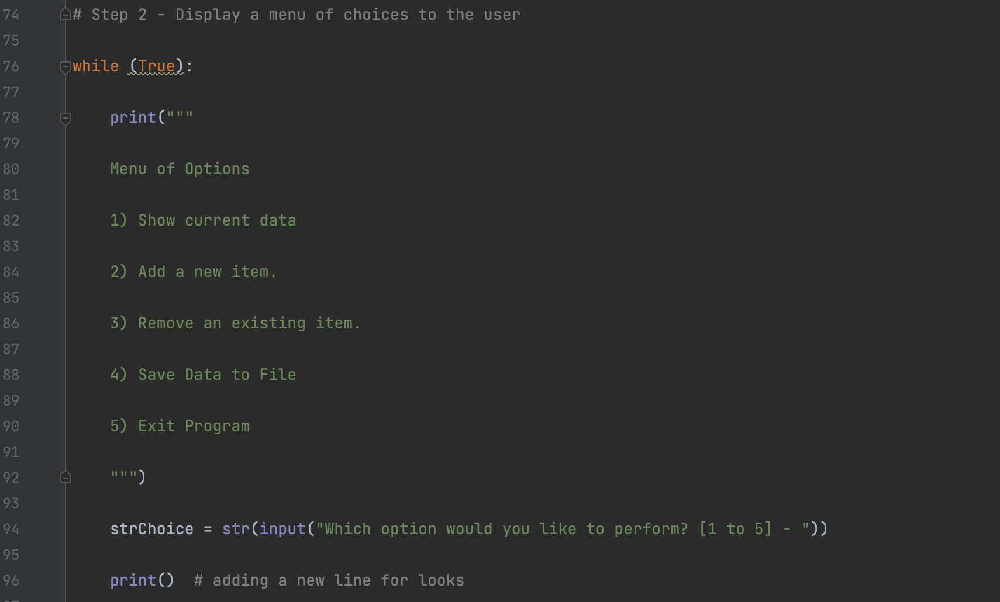 74 # Step 2 - Display a menu of choices to the user
75
76 while (True):
77
78 print("""
79
80 Menu of Options
81
82 1) Show current data
83
84 2) Add a new item.
85
86 3) Remove an existing item.
87
88 4) Save Data to File
89
90 5) Exit Program
91
92 """)
93
94 strChoice = str(input("Which option would you like to perform? [1 to 5] - "))
95
96 print()  # adding a new line for looks